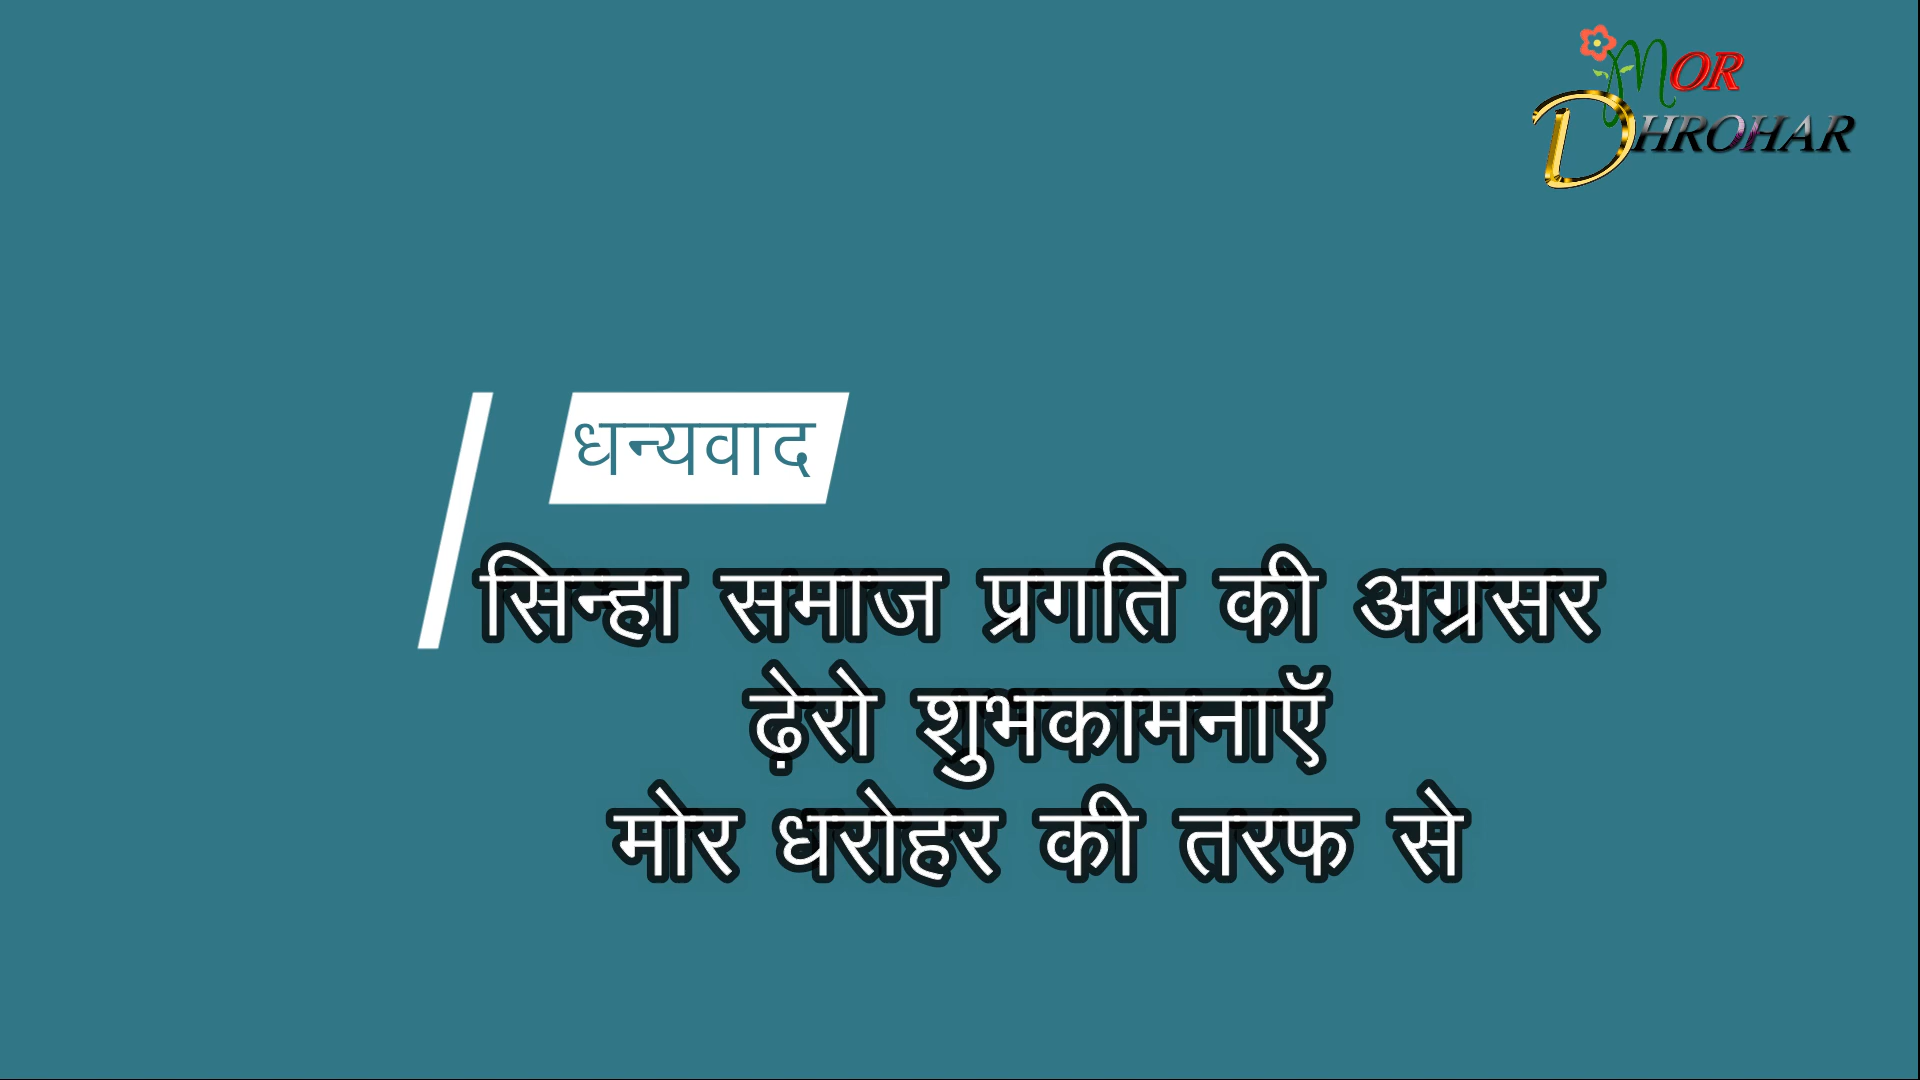 MOR
DHROHAR
धन्यवाद
सिन्हा समाज प्रगति की अग्रसर
ढ़ेरो शुभकामनाऍ
मोर धरोहर की तरफ से